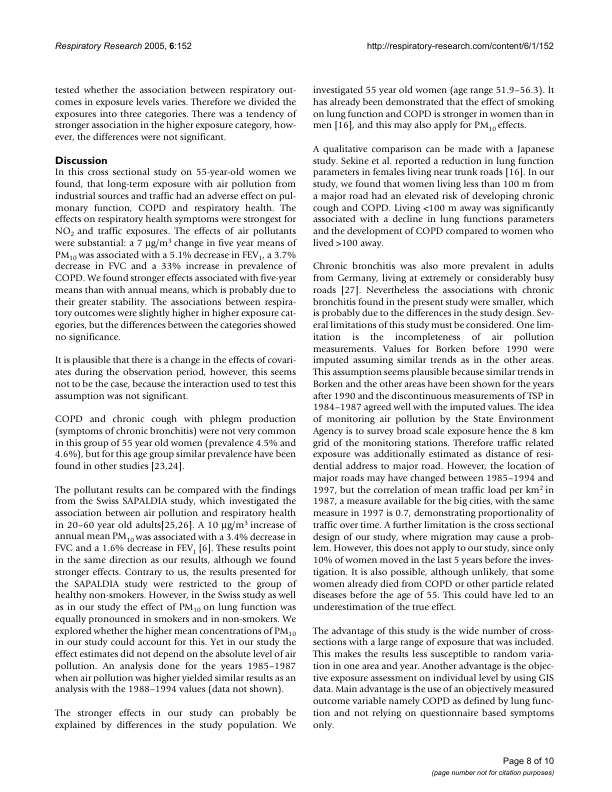 Respiratory Research 2005, 6:152
http://respiratory-research.com/content/6/1/152
tested whether the association between respiratory out-
comes in exposure levels varies. Therefore we divided the
exposures into three categories. There was a tendency of
stronger association in the higher exposure category, how-
ever, the differences were not significant.
Discussion
In this cross sectional study on 55-year-old women we
found, that long-term exposure with air pollution from
industrial sources and traffic had an adverse effect on pul-
monary function, COPD and respiratory health. The
effects on respiratory health symptoms were strongest for
NO2 and traffic exposures. The effects of air pollutants
were substantial: a 7 μg/m3 change in five year means of
PM10 was associated with a 5.1% decrease in FEV1, a 3.7%
decrease in FVC and a 33% increase in prevalence of
COPD. We found stronger effects associated with five-year
means than with annual means, which is probably due to
their greater stability. The associations between respira-
tory outcomes were slightly higher in higher exposure cat-
egories, but the differences between the categories showed
no significance.
It is plausible that there is a change in the effects of covari-
ates during the observation period, however, this seems
not to be the case, because the interaction used to test this
assumption was not significant.
COPD and chronic cough with phlegm production
(symptoms of chronic bronchitis) were not very common
in this group of 55 year old women (prevalence 4.5% and
4.6%), but for this age group similar prevalence have been
found in other studies [23,24].
The pollutant results can be compared with the findings
from the Swiss SAPALDIA study, which investigated the
association between air pollution and respiratory health
in 20–60 year old adults[25,26]. A 10 μg/m3 increase of
annual mean PM10 was associated with a 3.4% decrease in
FVC and a 1.6% decrease in FEV1 [6]. These results point
in the same direction as our results, although we found
stronger effects. Contrary to us, the results presented for
the SAPALDIA study were restricted to the group of
healthy non-smokers. However, in the Swiss study as well
as in our study the effect of PM10 on lung function was
equally pronounced in smokers and in non-smokers. We
explored whether the higher mean concentrations of PM10
in our study could account for this. Yet in our study the
effect estimates did not depend on the absolute level of air
pollution. An analysis done for the years 1985–1987
when air pollution was higher yielded similar results as an
analysis with the 1988–1994 values (data not shown).
The stronger effects in our study can probably be
explained by differences in the study population. We
investigated 55 year old women (age range 51.9–56.3). It
has already been demonstrated that the effect of smoking
on lung function and COPD is stronger in women than in
men [16], and this may also apply for PM10 effects.
A qualitative comparison can be made with a Japanese
study. Sekine et al. reported a reduction in lung function
parameters in females living near trunk roads [16]. In our
study, we found that women living less than 100 m from
a major road had an elevated risk of developing chronic
cough and COPD. Living <100 m away was significantly
associated with a decline in lung functions parameters
and the development of COPD compared to women who
lived >100 away.
Chronic bronchitis was also more prevalent in adults
from Germany, living at extremely or considerably busy
roads [27]. Nevertheless the associations with chronic
bronchitis found in the present study were smaller, which
is probably due to the differences in the study design. Sev-
eral limitations of this study must be considered. One lim-
itation is the incompleteness of air pollution
measurements. Values for Borken before 1990 were
imputed assuming similar trends as in the other areas.
This assumption seems plausible because similar trends in
Borken and the other areas have been shown for the years
after 1990 and the discontinuous measurements of TSP in
1984–1987 agreed well with the imputed values. The idea
of monitoring air pollution by the State Environment
Agency is to survey broad scale exposure hence the 8 km
grid of the monitoring stations. Therefore traffic related
exposure was additionally estimated as distance of resi-
dential address to major road. However, the location of
major roads may have changed between 1985–1994 and
1997, but the correlation of mean traffic load per km2 in
1987, a measure available for the big cities, with the same
measure in 1997 is 0.7, demonstrating proportionality of
traffic over time. A further limitation is the cross sectional
design of our study, where migration may cause a prob-
lem. However, this does not apply to our study, since only
10% of women moved in the last 5 years before the inves-
tigation. It is also possible, although unlikely, that some
women already died from COPD or other particle related
diseases before the age of 55. This could have led to an
underestimation of the true effect.
The advantage of this study is the wide number of cross-
sections with a large range of exposure that was included.
This makes the results less susceptible to random varia-
tion in one area and year. Another advantage is the objec-
tive exposure assessment on individual level by using GIS
data. Main advantage is the use of an objectively measured
outcome variable namely COPD as defined by lung func-
tion and not relying on questionnaire based symptoms
only.
Page 8 of 10
(page number not for citation purposes)